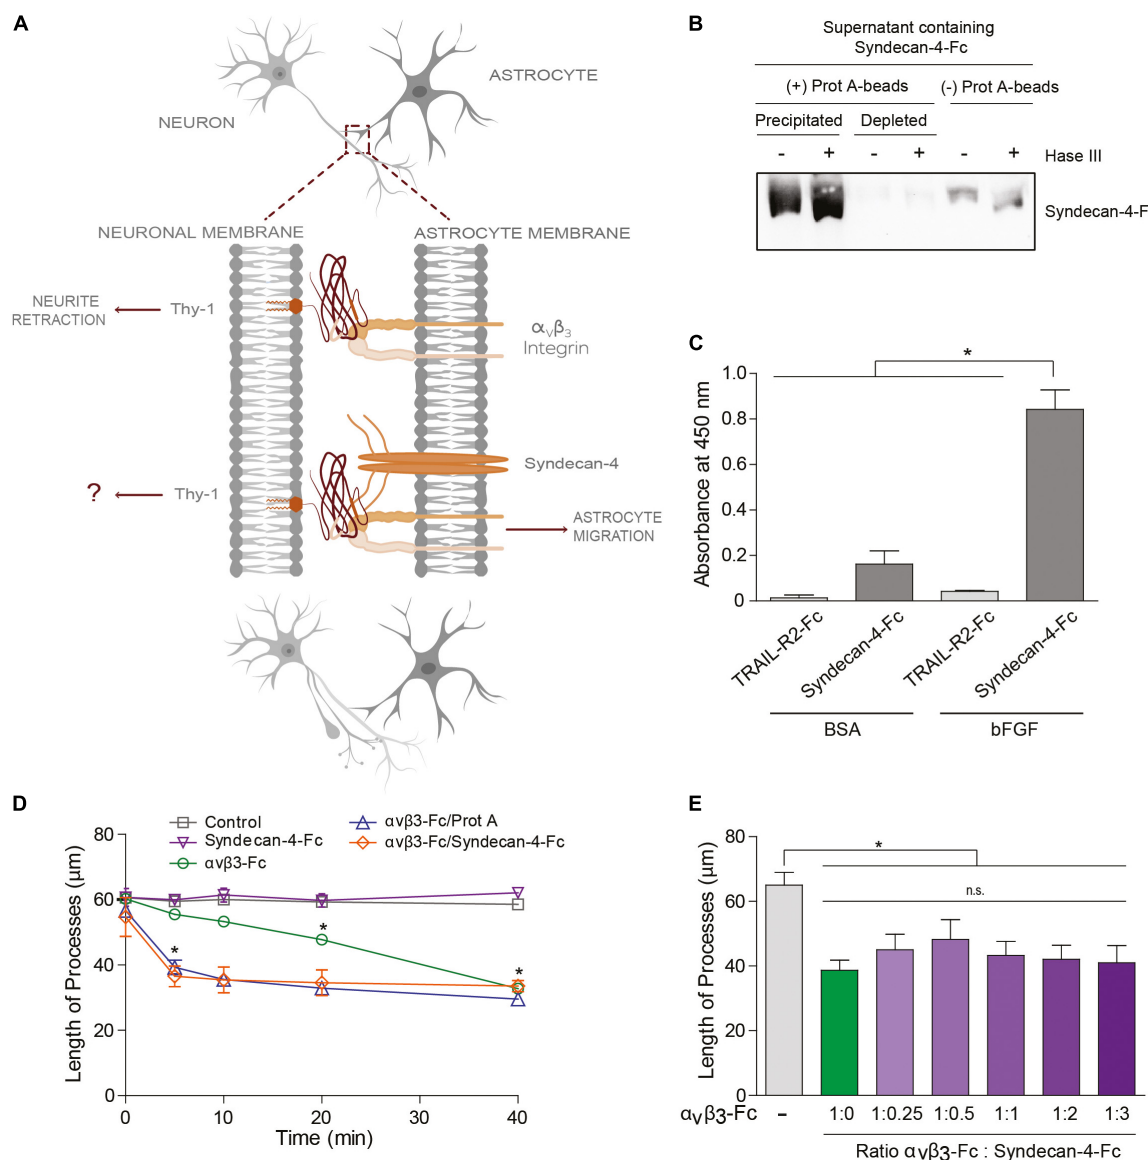 A
NEURON
ASTROCYTE
NEURONAL MEMBRANE
ASTROCYTE MEMBRANE
NEURITE
RETRACTION
Thy-1
αVβ3
Integrin
Syndecan-4
?
Thy-1
ASTROCYTE
MIGRATION
B
Supernatant containing
Syndecan-4-Fc
(+) Prot A-beads
(-) Prot A-beads
Precipitated
Depleted
- + - + - + Hase III
Syndecan-4-F
C
*
Absorbance at 450 nm
1.0
0.8
0.6
0.4
0.2
0
TRAIL-R2-Fc
Syndecan-4-Fc
TRAIL-R2-Fc
Syndecan-4-Fc
BSA
bFGF
D
Control
Syndecan-4-Fc
αvβ3-Fc
αvβ3-Fc/Prot A
αvβ3-Fc/Syndecan-4-Fc
Length of Processes (µm)
80
60
40
20
0
*
*
*
0 10 20 30 40
Time (min)
E
Length of Processes (µm)
80
60
40
20
0
*
n.s.
αvβ3-Fc - 1:0 1:0.25 1:0.5 1:1 1:2 1:3
Ratio αvβ3-Fc : Syndecan-4-Fc